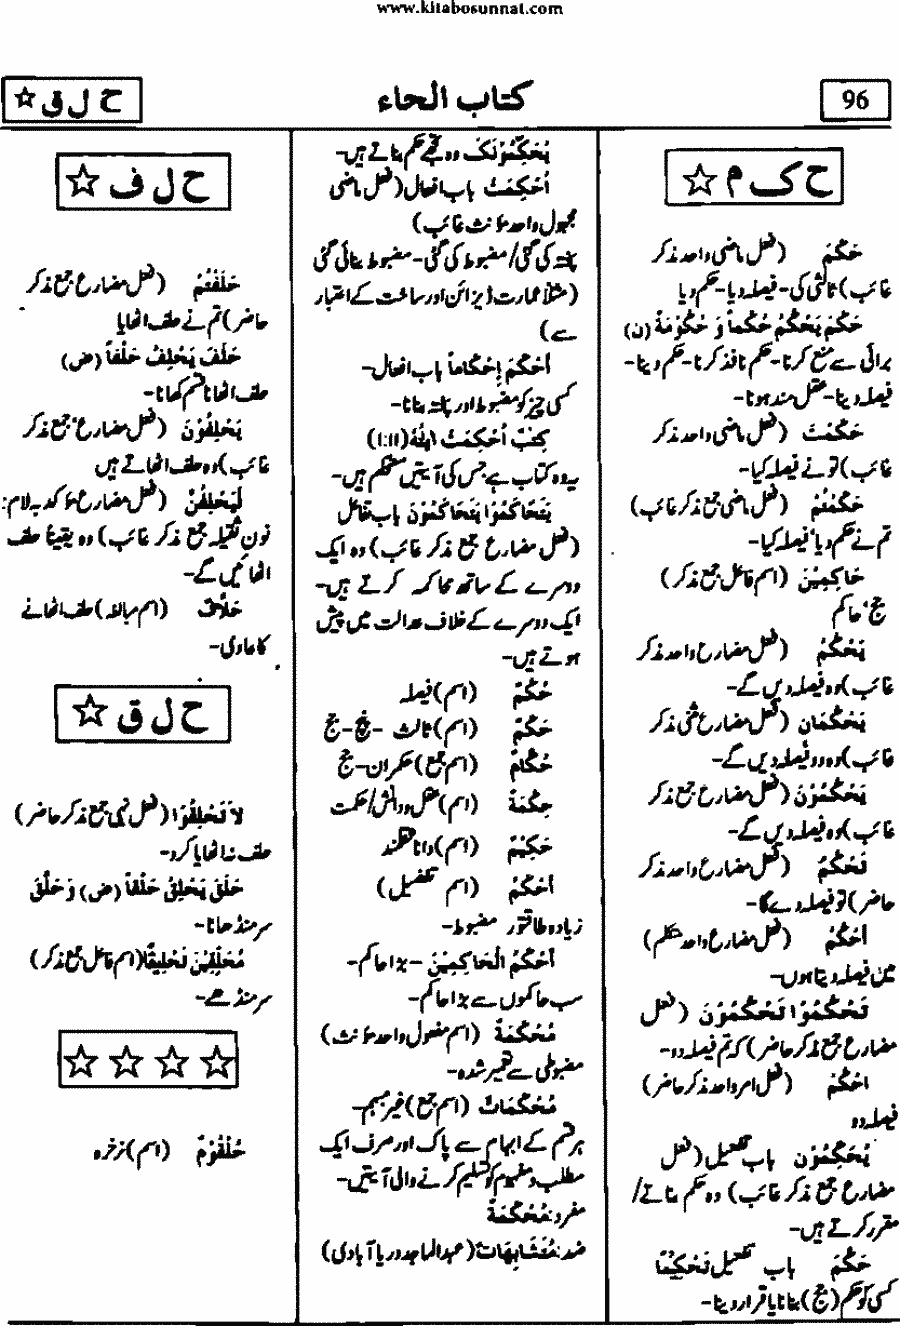 www.kitabosunnat.com
96
کتاب الحاء
ح ل ق ☆
ح ک م ☆
حَكَمَ (فعل ماضی واحد مذکر
غائب) ثالثی کی- فیصلہ دیا- حکم دیا
حَكَمَ يَحْكُمُ حُكْماً وَ حُكُوْمَةً (ن)
برائی سے منع کرنا- حکم نافذ کرنا- حکم دینا-
فیصلہ دینا- عقل مند ہونا-
حَكَمْتَ (فعل ماضی واحد مذکر
غائب) تو نے فیصلہ کیا-
حَكَمْتُمْ (فعل ماضی جمع مذکر غائب)
تم نے حکم دیا' فیصلہ کیا-
حَاكِمِيْنَ (اسم فاعل جمع مذکر)
جج' حاکم
يَحْكُمُ (فعل مضارع واحد مذکر
غائب) وہ فیصلہ دیں گے-
يَحْكُمَانِ (فعل مضارع مثنی مذکر
غائب) وہ دو فیصلہ دیں گے-
يَحْكُمُوْنَ (فعل مضارع جمع مذکر
غائب) وہ فیصلہ دیں گے-
تَحْكُمُ (فعل مضارع واحد مذکر
حاضر) تو فیصلہ دے گا-
اَحْكُمُ (فعل مضارع واحد متکلم)
میں فیصلہ دیتا ہوں-
تَحْكُمُوْا تَحْكُمُوْنَ (فعل
مضارع جمع مذکر حاضر) کہ تم فیصلہ دو-
اُحْكُمْ (فعل امر واحد مذکر حاضر)
فیصلہ دو
يُحَكِّمُوْنَ باب تفعیل (فعل
مضارع جمع مذکر غائب) وہ حکم بناتے/
مقرر کرتے ہیں-
حَكَّمَ باب تفعیل تَحْكِيْمًا
کسی کو حکم (جج) بنانا یا قرار دینا-
يُحَكِّمُوْنَكَ وہ تجھے حکم بناتے ہیں-
اُحْكِمَتْ باب افعال (فعل ماضی
مجہول واحد مؤنث غائب)
پختہ کی گئی/ مضبوط کی گئی- مضبوط بنائی گئی
(مثلاً عمارت ڈیزائن اور ساخت کے اعتبار
سے)
اَحْكَمَ اِحْكَاماً باب افعال-
کسی چیز کو مضبوط اور پختہ بنانا-
كِتٰبٌ اُحْكِمَتْ اٰيٰتُهٗ (۱:۱۱)
یہ وہ کتاب ہے جس کی آیتیں مستحکم ہیں-
يَتَحَاكَمُوْا يَتَحَاكَمُوْنَ باب تفاعل
(فعل مضارع جمع مذکر غائب) وہ ایک
دوسرے کے ساتھ محاکمہ کرتے ہیں-
ایک دوسرے کے خلاف عدالت میں پیش
ہوتے ہیں-
حُكْمٌ (اسم) فیصلہ
حَكَمٌ (اسم) ثالث - پنچ- جج
حُكَّامٌ (اسم جمع) حکمران- جج
حِكْمَةٌ (اسم) عقل و دانش/ حکمت
حَكِيْمٌ (اسم) دانا' عقلمند
اَحْكَمُ (اسم تفضیل)
زیادہ طاقتور مضبوط-
اَحْكَمُ الْحَاكِمِيْنَ - بڑا حاکم-
سب حاکموں سے بڑا حاکم-
مُحْكَمَةٌ (اسم مفعول واحد مؤنث)
مضبوطی سے تعمیر شدہ-
مُحْكَمَاتٌ (اسم جمع) غیر مبہم-
ہر قسم کے ابہام سے پاک اور صرف ایک
مطلب و مفہوم کو تسلیم کرنے والی آیتیں-
مفرد: مُحْكَمَةٌ
ضد: مُتَشَابِهَاتٌ (عبد الماجد دریا آبادی)
ح ل ف ☆
حَلَفْتُمْ (فعل مضارع جمع مذکر
حاضر) تم نے حلف اٹھایا
حَلَفَ يَحْلِفُ حَلْفاً (ض)
حلف اٹھانا' قسم کھانا-
يَحْلِفُوْنَ (فعل مضارع' جمع مذکر
غائب) وہ حلف اٹھاتے ہیں
لَيَحْلِفُنَّ (فعل مضارع مؤکد بہ لام:
نون ثقیلہ جمع مذکر غائب) وہ یقیناً حلف
اٹھائیں گے-
حَلَّافٌ (اسم مبالغہ) حلف اٹھانے
کا عادی-
ح ل ق ☆
لَا تَحْلِقُوْا (فعل نہی جمع مذکر حاضر)
حلف نہ اٹھایا کرو-
حَلَقَ يَحْلِقُ حَلْقاً (ض) وَ حَلَّقَ
سر منڈھانا-
مُحَلِّقِيْنَ تَحْلِيْقًا (اسم فاعل جمع مذکر)
سر منڈھے-
☆ ☆ ☆ ☆
حُلْقُوْمٌ (اسم) نرخرہ